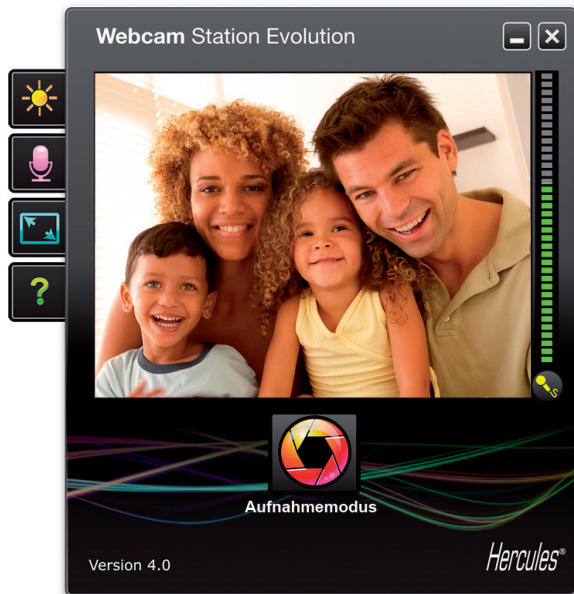 Webcam Station Evolution
?
S
Aufnahmemodus
Version 4.0
Hercules®